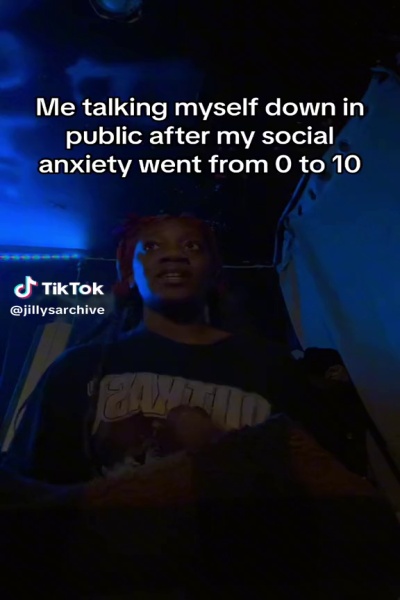 Me talking myself down in
public after my social
anxiety went from 0 to 10
TikTok
@jillysarchive